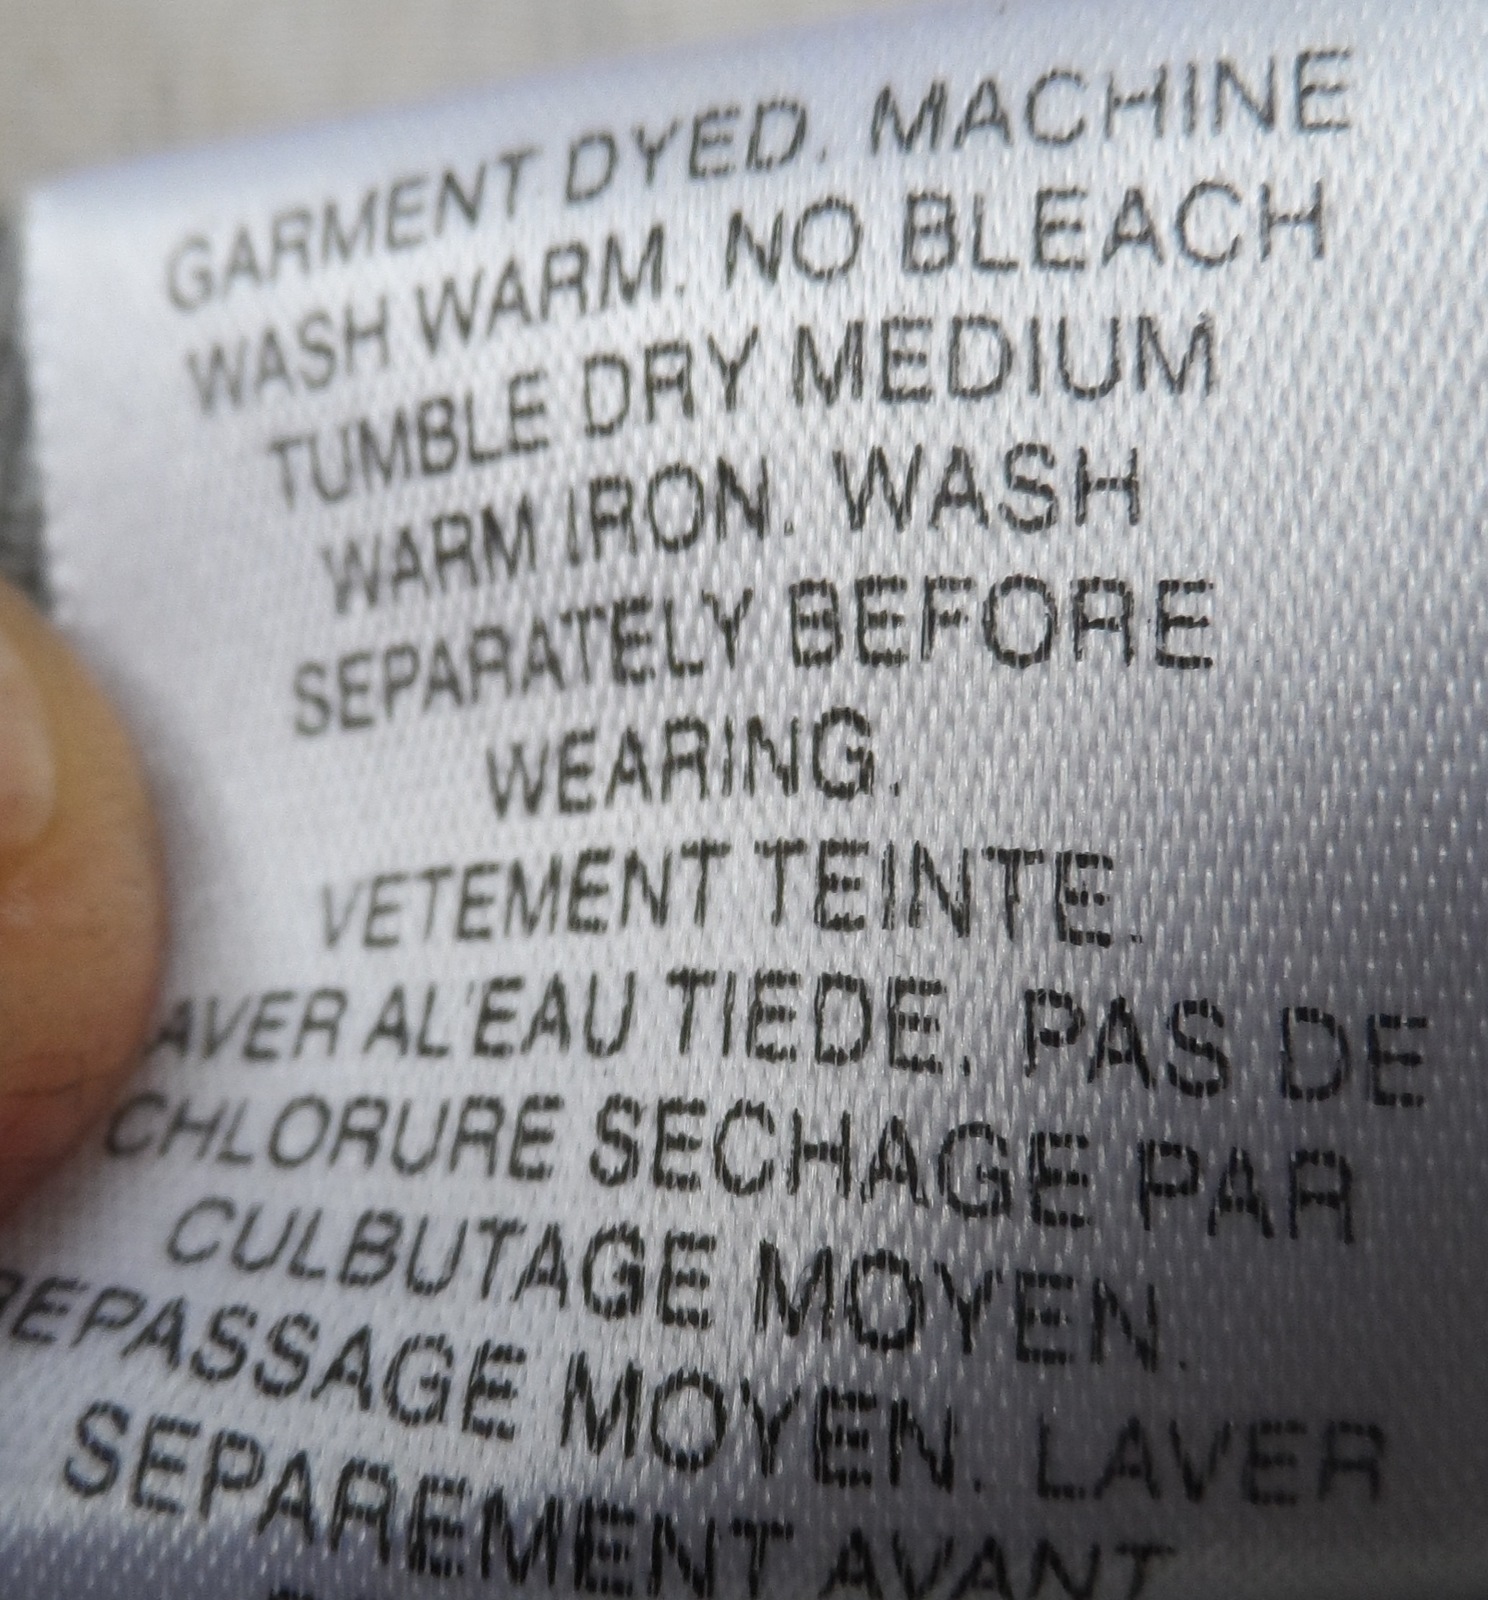 GARMENT DYED. MACHINE
WASH WARM. NO BLEACH
TUMBLE DRY MEDIUM
WARM IRON. WASH
SEPARATELY BEFORE
WEARING.
VETEMENT TEINTE.
AVER AL'EAU TIEDE. PAS DE
CHLORURE SECHAGE PAR
CULBUTAGE MOYEN.
REPASSAGE MOYEN. LAVER
SEPAREMENT AVANT